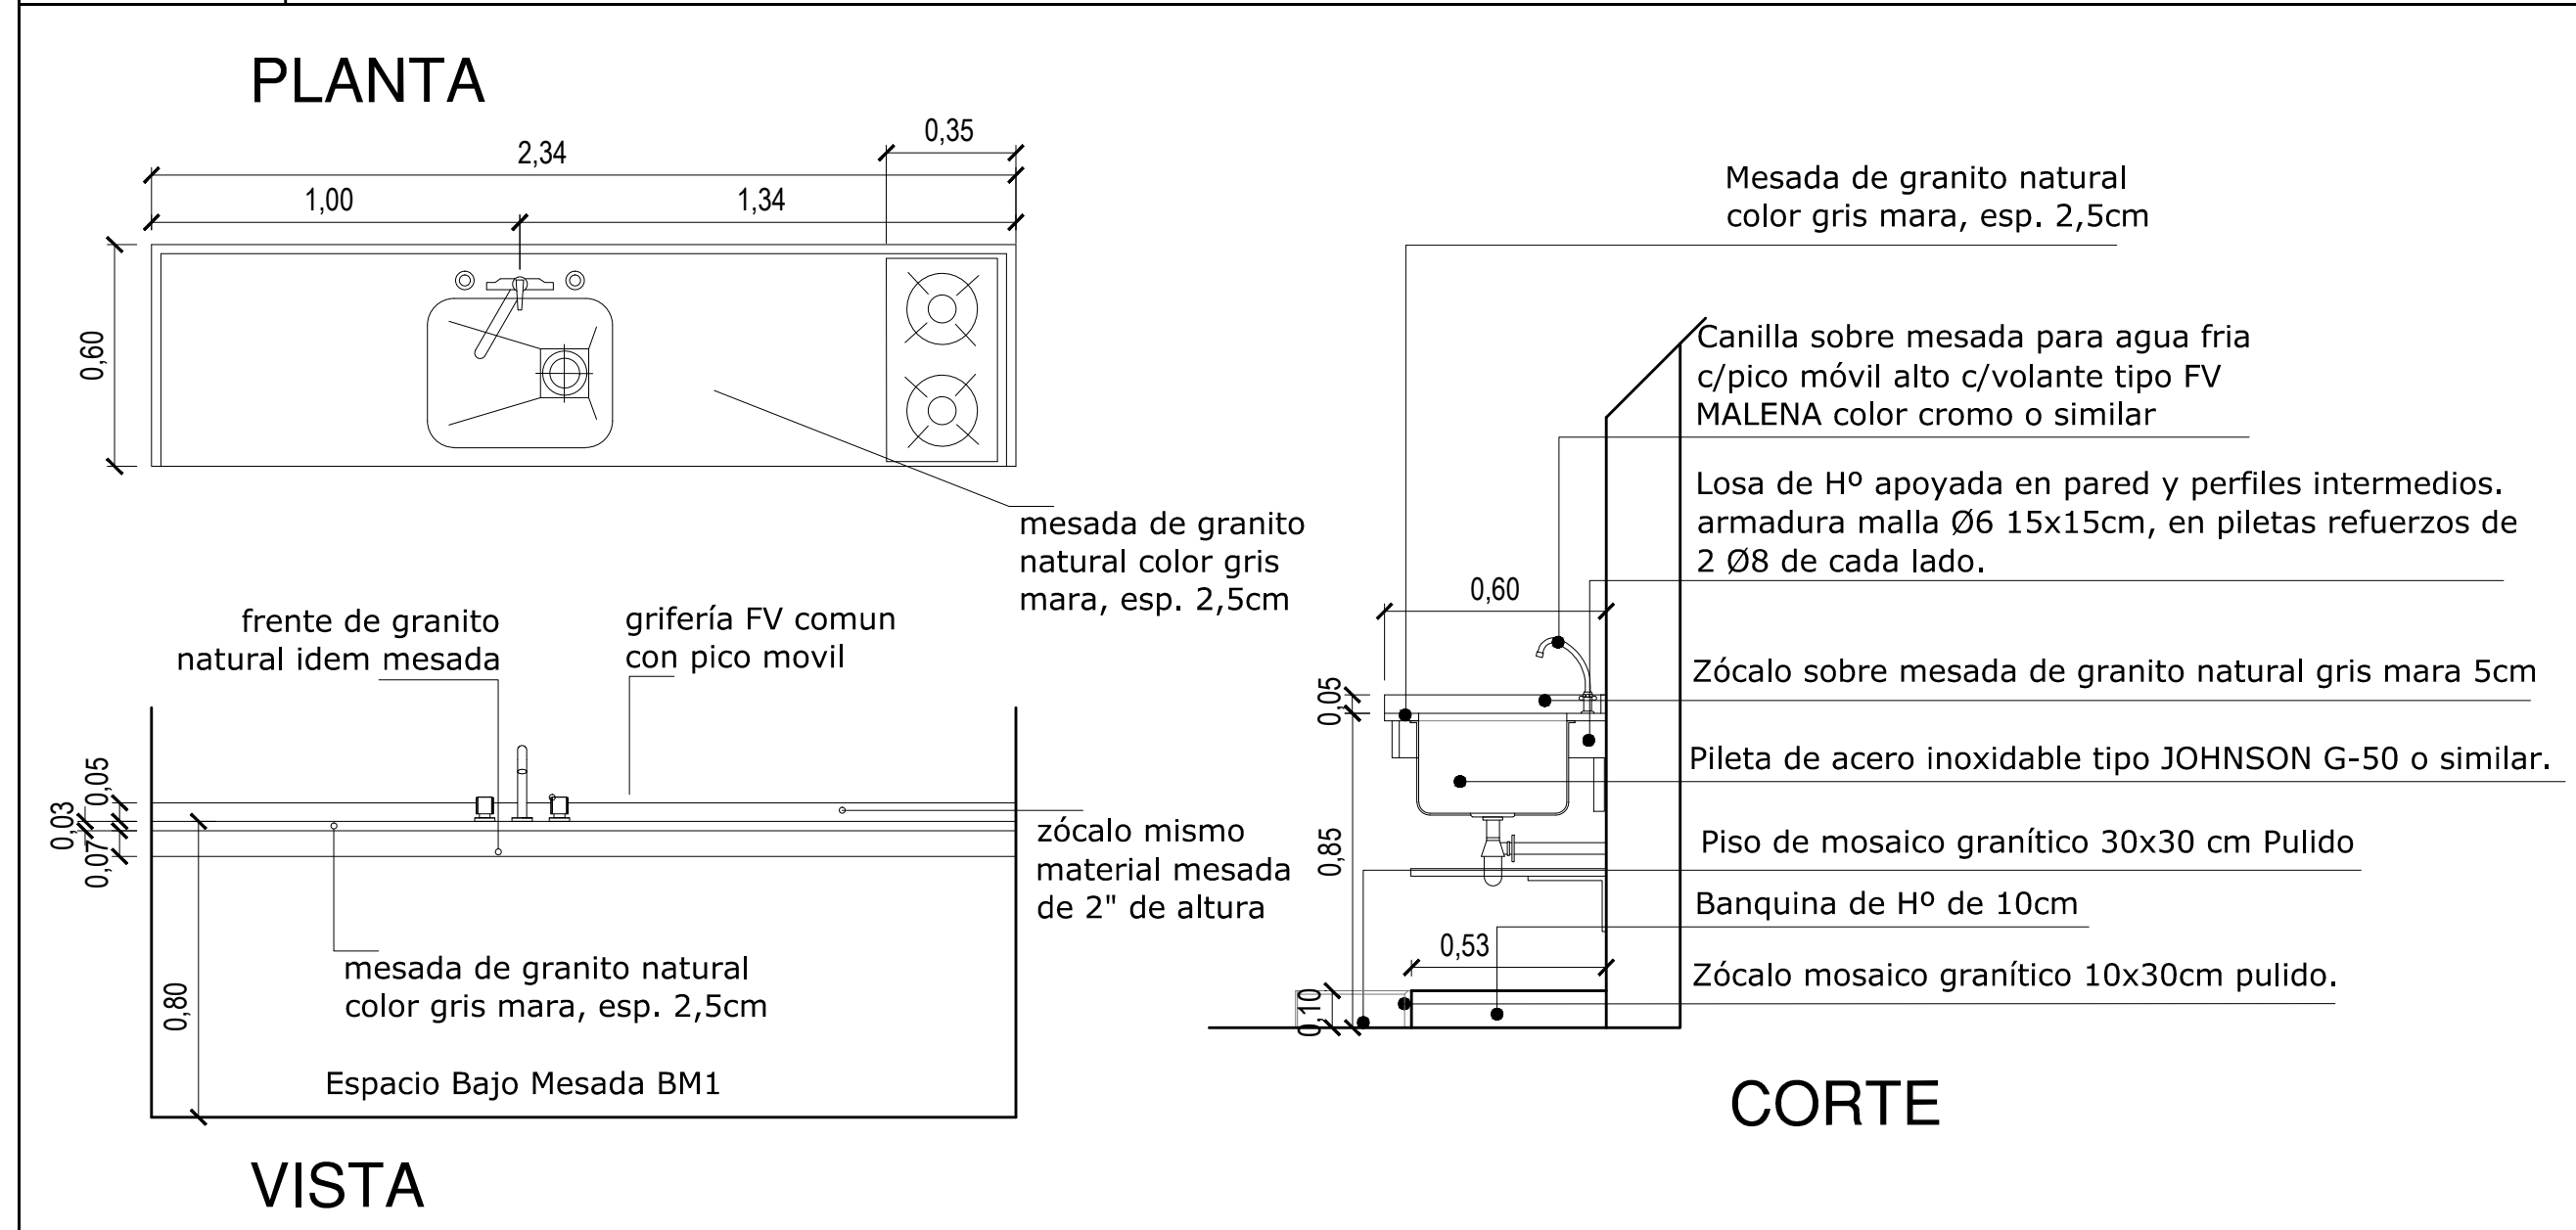 PLANTA
0,35
2,34
1,00
1,34
0,60
mesada de granito
natural color gris
mara, esp. 2,5cm
frente de granito
natural idem mesada
grifería FV comun
con pico movil
0,05
0,03
0,07
0,80
zócalo mismo
material mesada
de 2" de altura
mesada de granito natural
color gris mara, esp. 2,5cm
Espacio Bajo Mesada BM1
VISTA
Mesada de granito natural
color gris mara, esp. 2,5cm
Canilla sobre mesada para agua fria
c/pico móvil alto c/volante tipo FV
MALENA color cromo o similar
Losa de Hº apoyada en pared y perfiles intermedios.
armadura malla Ø6 15x15cm, en piletas refuerzos de
2 Ø8 de cada lado.
0,60
Zócalo sobre mesada de granito natural gris mara 5cm
0,05
Pileta de acero inoxidable tipo JOHNSON G-50 o similar.
0,85
Piso de mosaico granítico 30x30 cm Pulido
Banquina de Hº de 10cm
0,53
Zócalo mosaico granítico 10x30cm pulido.
0,10
CORTE